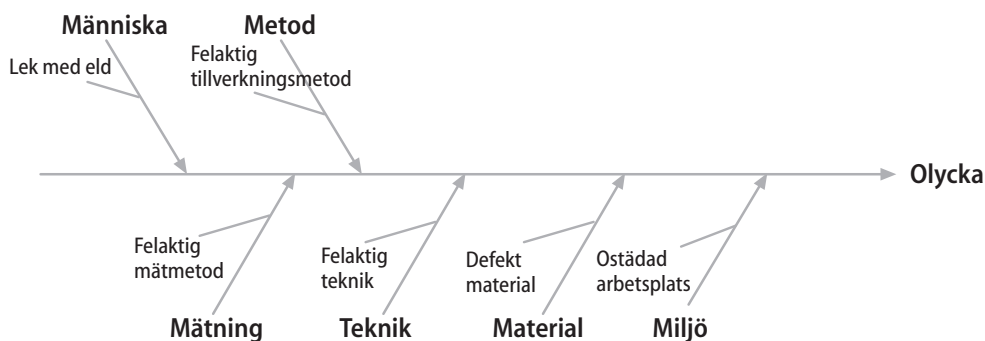 Människa
Metod
Lek med eld
Felaktig
tillverkningsmetod
Olycka
Felaktig
mätmetod
Felaktig
teknik
Defekt
material
Ostädad
arbetsplats
Mätning
Teknik
Material
Miljö